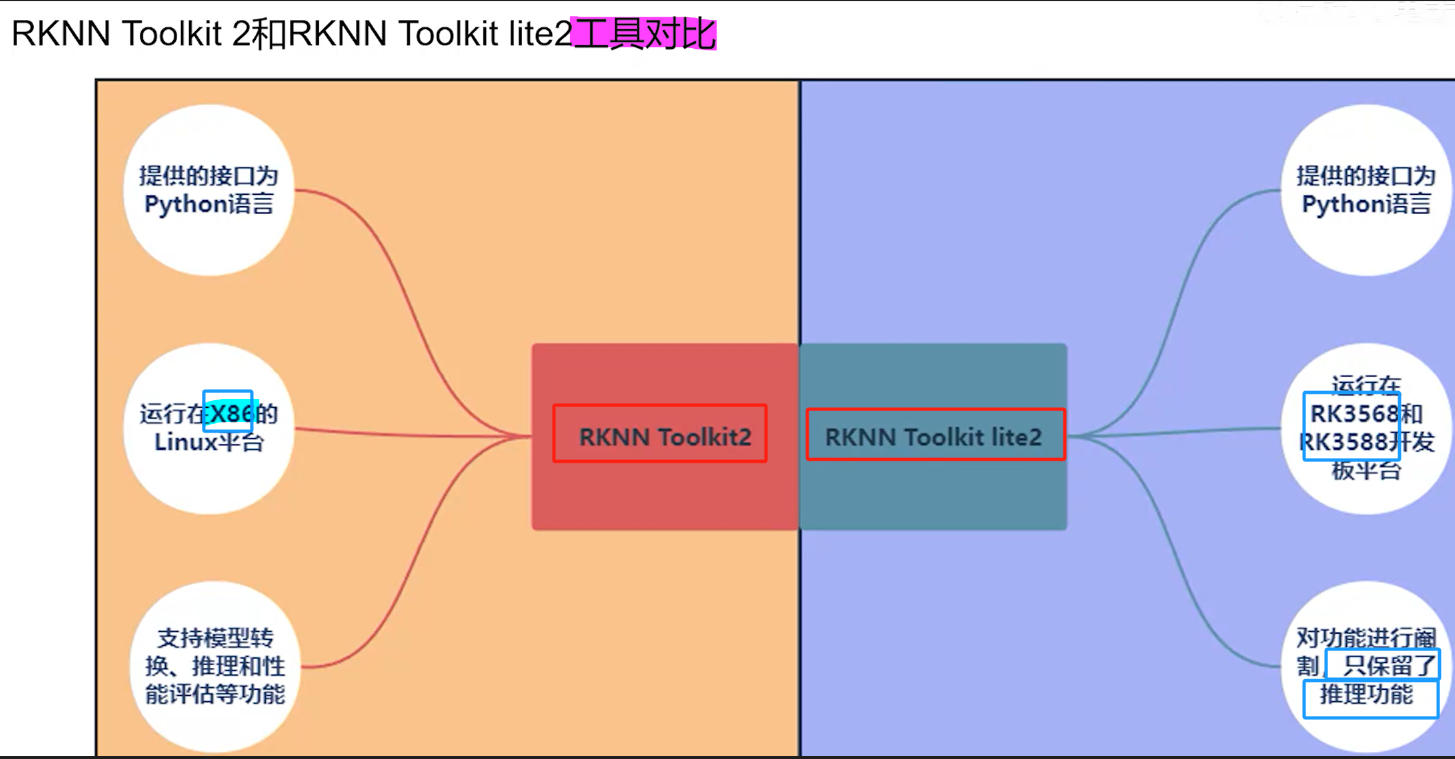 RKNN Toolkit 2和RKNN Toolkit lite2工具对比
提供的接口为
Python语言
运行在X86的
Linux平台
支持模型转
换、推理和性
能评估等功能
RKNN Toolkit2
RKNN Toolkit lite2
提供的接口为
Python语言
运行在
RK3568和
RK3588开发
板平台
对功能进行阉
割，只保留了
推理功能